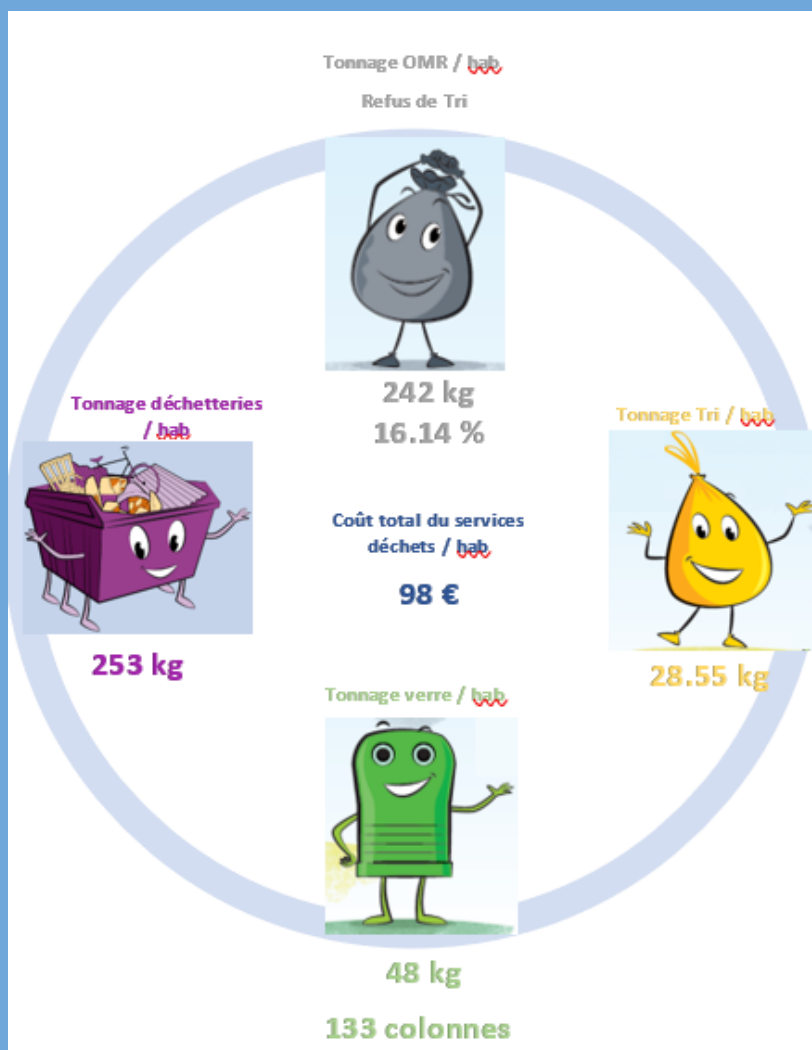 Tonnage OMR / hab
Refus de Tri
242 kg
16.14 %
Tonnage déchetteries
/ hab
253 kg
Coût total du services
déchets / hab
98 €
Tonnage Tri / hab
28.55 kg
Tonnage verre / hab
48 kg
133 colonnes